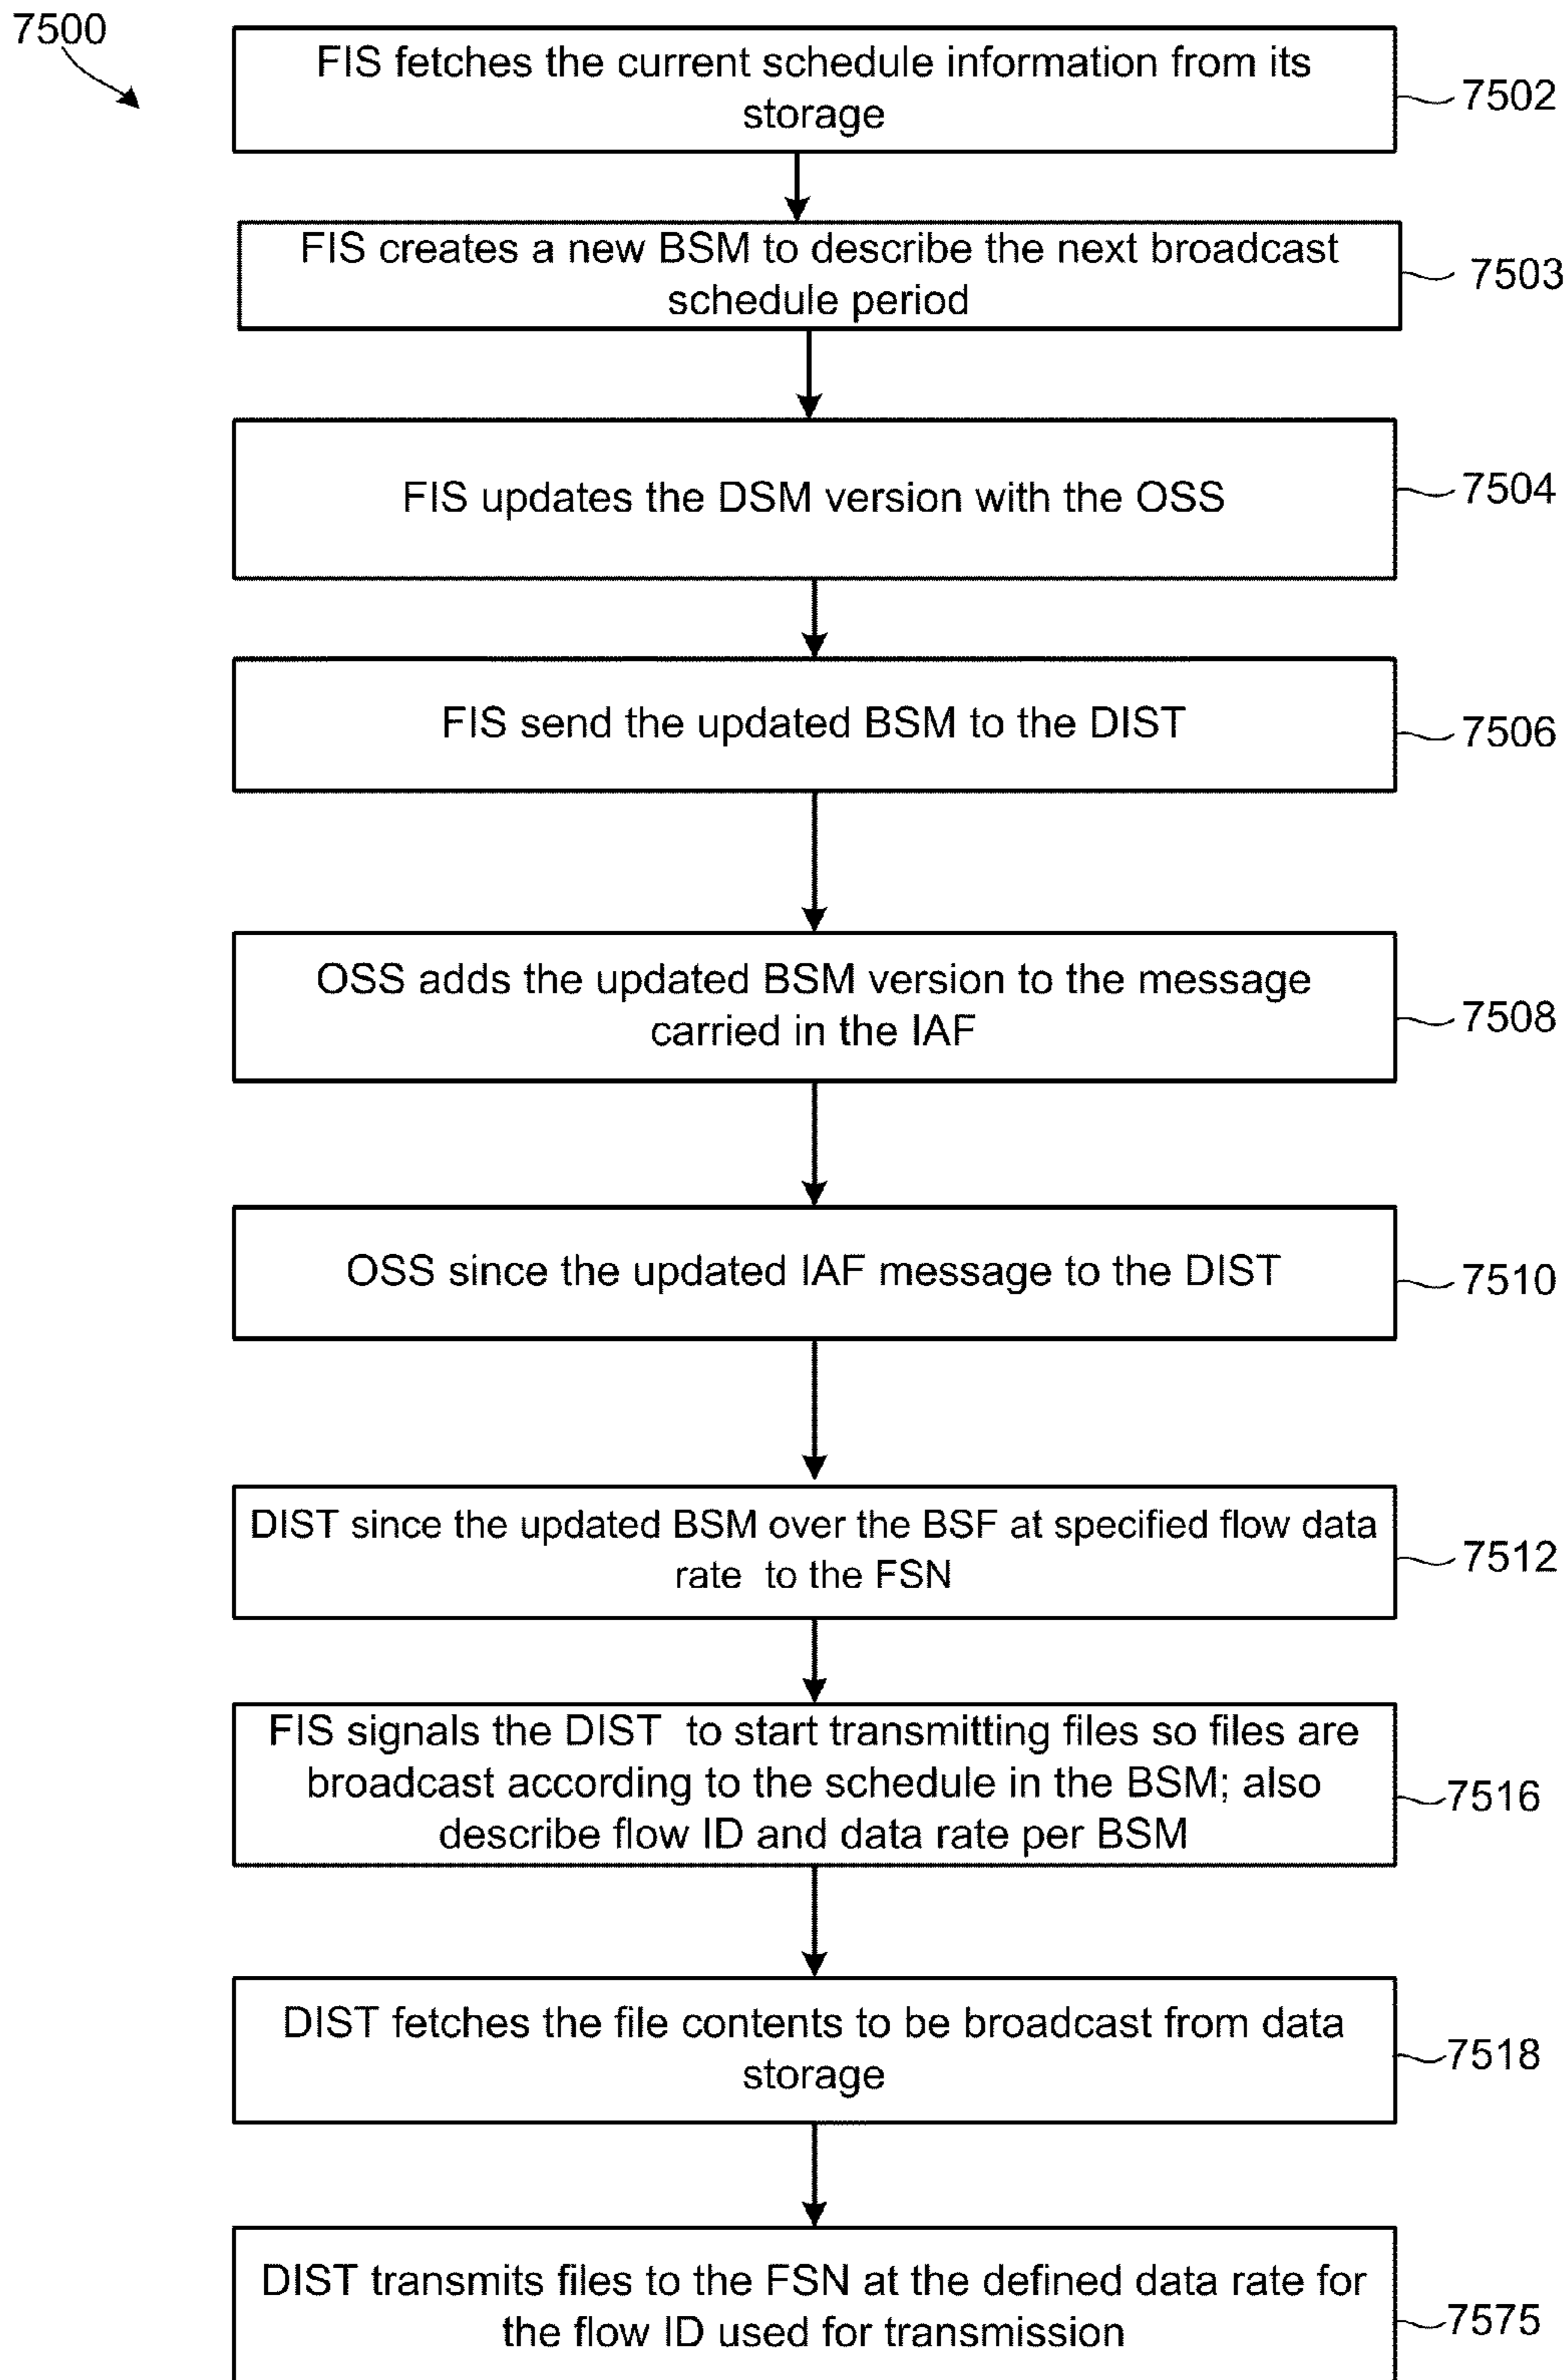 7500
FIS fetches the current schedule information from its
storage
7502
FIS creates a new BSM to describe the next broadcast
schedule period
7503
FIS updates the DSM version with the OSS
7504
FIS send the updated BSM to the DIST
7506
OSS adds the updated BSM version to the message
carried in the IAF
7508
OSS since the updated IAF message to the DIST
7510
DIST since the updated BSM over the BSF at specified flow data
rate to the FSN
7512
FIS signals the DIST to start transmitting files so files are
broadcast according to the schedule in the BSM; also
describe flow ID and data rate per BSM
7516
DIST fetches the file contents to be broadcast from data
storage
7518
DIST transmits files to the FSN at the defined data rate for
the flow ID used for transmission
7575